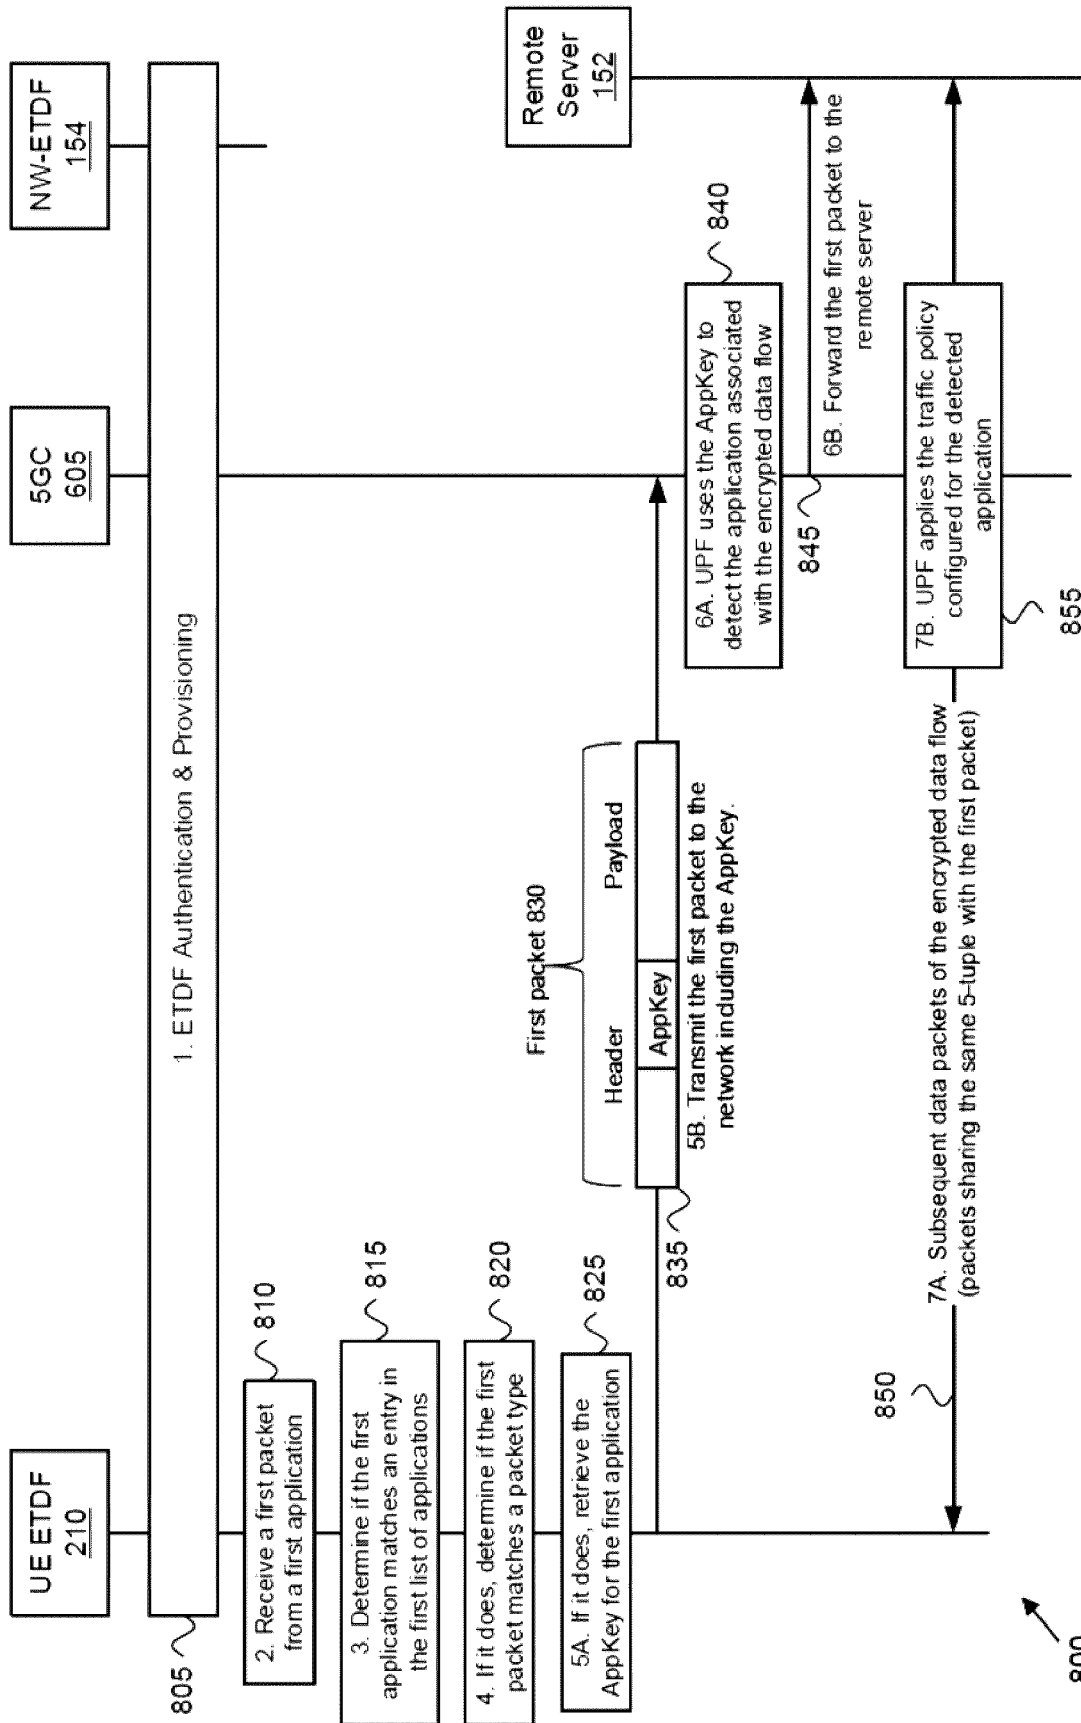 UE ETDF
210
5GC
605
NW-ETDF
154
805
1. ETDF Authentication & Provisioning
2. Receive a first packet
from a first application
810
3. Determine if the first
application matches an entry in
the first list of applications
815
4. If it does, determine if the first
packet matches a packet type
820
5A. If it does, retrieve the
AppKey for the first application
825
First packet 830
Header
Payload
AppKey
835
5B. Transmit the first packet to the
network including the AppKey.
Remote
Server
152
6A. UPF uses the AppKey to
detect the application associated
with the encrypted data flow
840
845
6B. Forward the first packet to the
remote server
850
7A. Subsequent data packets of the encrypted data flow
(packets sharing the same 5-tuple with the first packet)
7B. UPF applies the traffic policy
configured for the detected
application
855
800